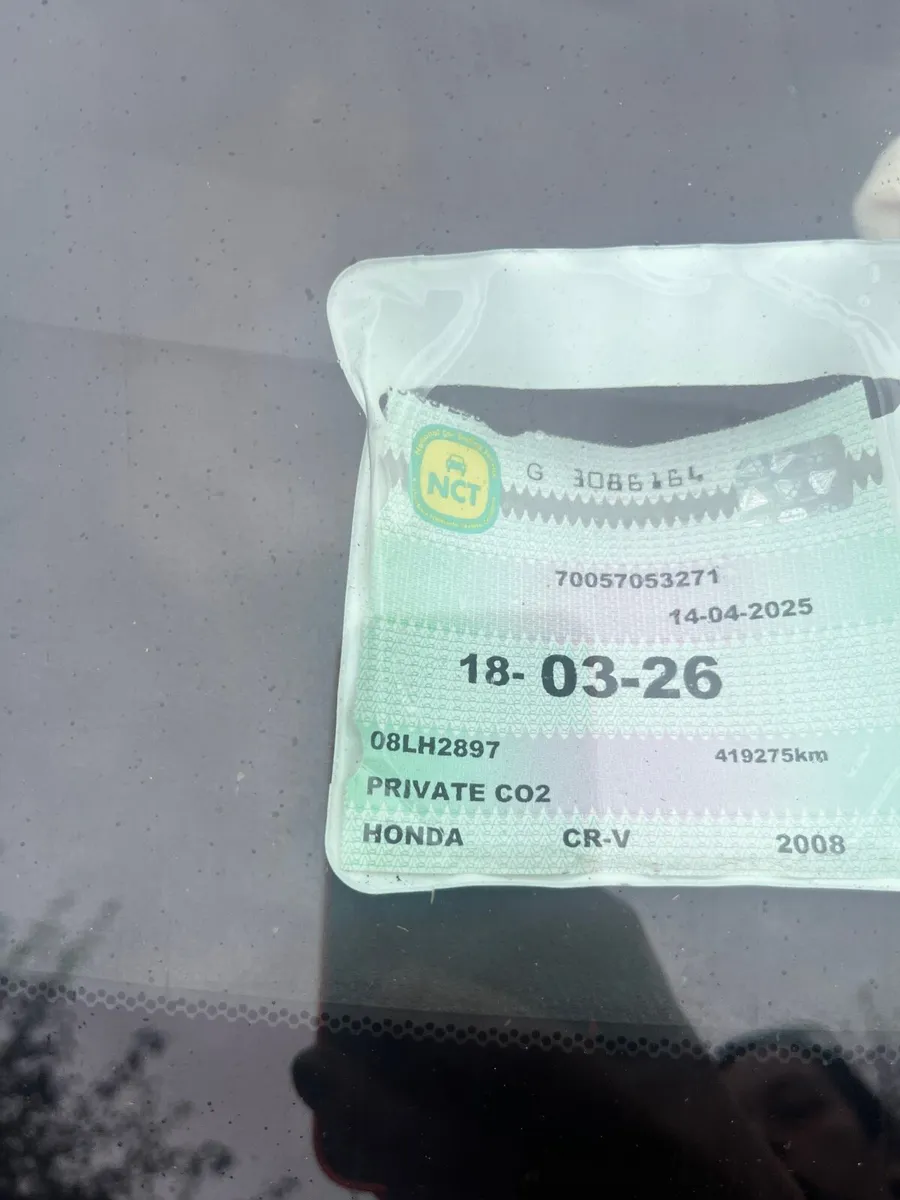 NCT
G 3086164
70057053271
14-04-2025
18- 03-26
08LH2897
419275km
PRIVATE CO2
HONDA CR-V 2008